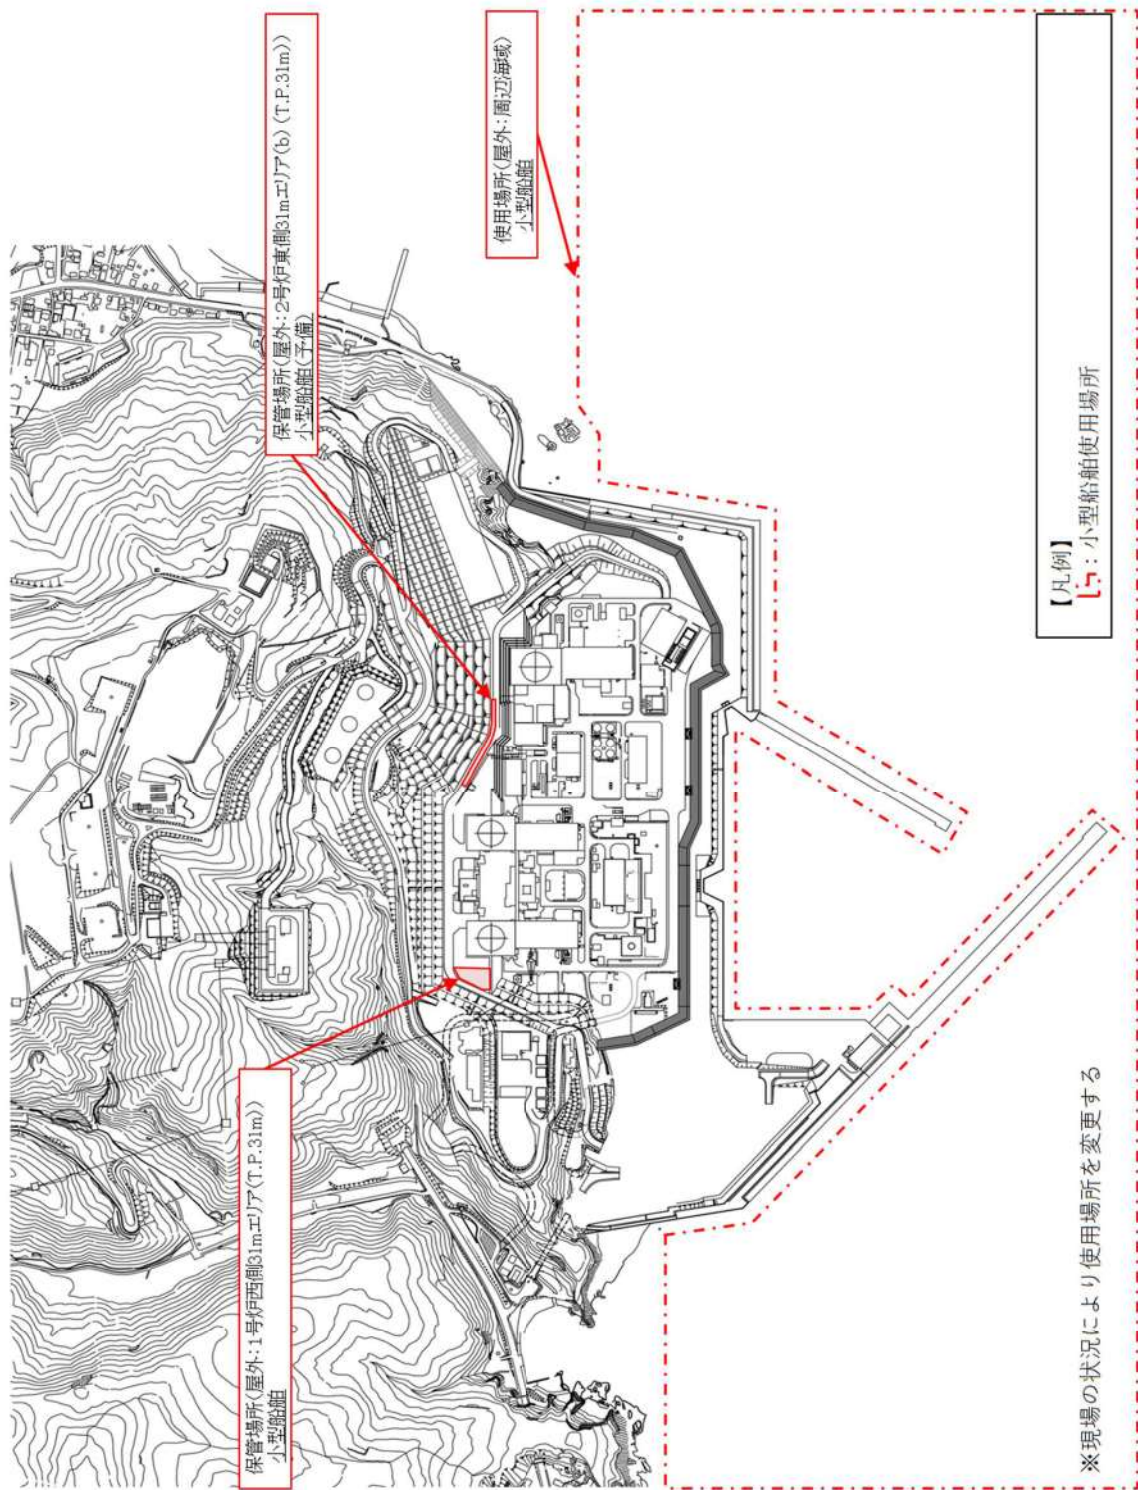 保管場所(屋外:1号炉西側31mエリア(T.P.31m))
小型船舶
保管場所(屋外:2号炉東側31mエリア(b)(T.P.31m))
小型船舶(予備)
使用場所(屋外:周辺海域)
小型船舶
【凡例】
:小型船舶使用場所
※現場の状況により使用場所を変更する